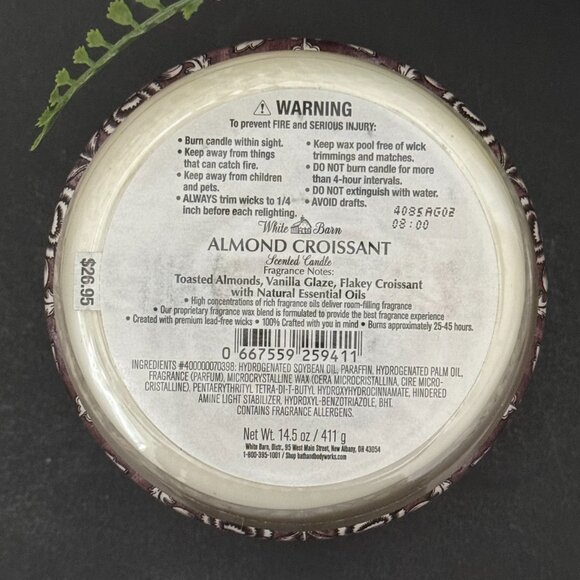 ⚠ WARNING
To prevent FIRE and SERIOUS INJURY:
• Burn candle within sight.
• Keep away from things
that can catch fire.
• Keep away from children
and pets.
• ALWAYS trim wicks to 1/4
inch before each relighting.
• Keep wax pool free of wick
trimmings and matches.
• DO NOT burn candle for more
than 4-hour intervals.
• DO NOT extinguish with water.
• AVOID drafts.
4085AG02
08:00
White Barn
ALMOND CROISSANT
Scented Candle
Fragrance Notes:
Toasted Almonds, Vanilla Glaze, Flakey Croissant
with Natural Essential Oils
• High concentrations of rich fragrance oils deliver room-filling fragrance
• Our proprietary fragrance wax blend is formulated to provide the best fragrance experience
• Created with premium lead-free wicks • 100% Crafted with you in mind • Burns approximately 25-45 hours.
0 667559 259411
INGREDIENTS #400000070398: HYDROGENATED SOYBEAN OIL, PARAFFIN, HYDROGENATED PALM OIL,
FRAGRANCE (PARFUM), MICROCRYSTALLINE WAX (CERA MICROCRISTALLINA, CIRE MICRO-
CRISTALLINE), PENTAERYTHRITYL TETRA-DI-T-BUTYL HYDROXYHYDROCINNAMATE, HINDERED
AMINE LIGHT STABILIZER, HYDROXYL-BENZOTRIAZOLE, BHT.
CONTAINS FRAGRANCE ALLERGENS.
Net Wt. 14.5 oz / 411 g
White Barn, Distr., 95 West Main Street, New Albany, OH 43054
1-800-395-1001 / Shop bathandbodyworks.com
$26.95